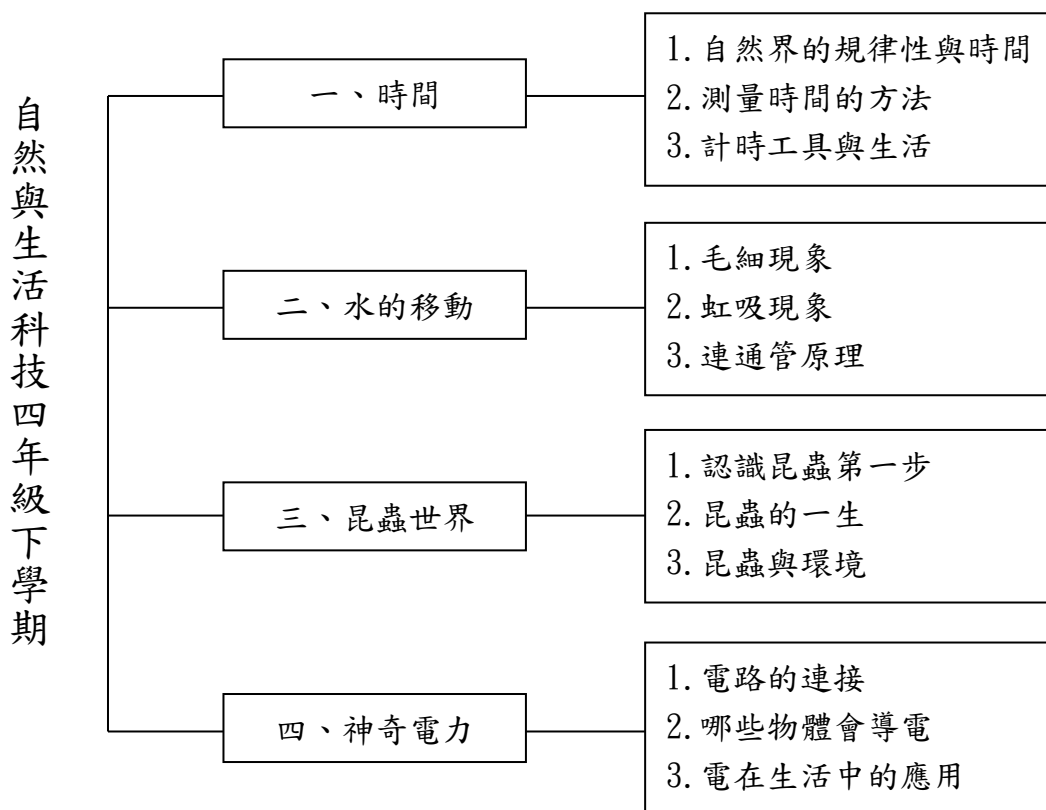 自然與生活科技四年級下學期
一、時間
1.自然界的規律性與時間
2.測量時間的方法
3.計時工具與生活
二、水的移動
1.毛細現象
2.虹吸現象
3.連通管原理
三、昆蟲世界
1.認識昆蟲第一步
2.昆蟲的一生
3.昆蟲與環境
四、神奇電力
1.電路的連接
2.哪些物體會導電
3.電在生活中的應用